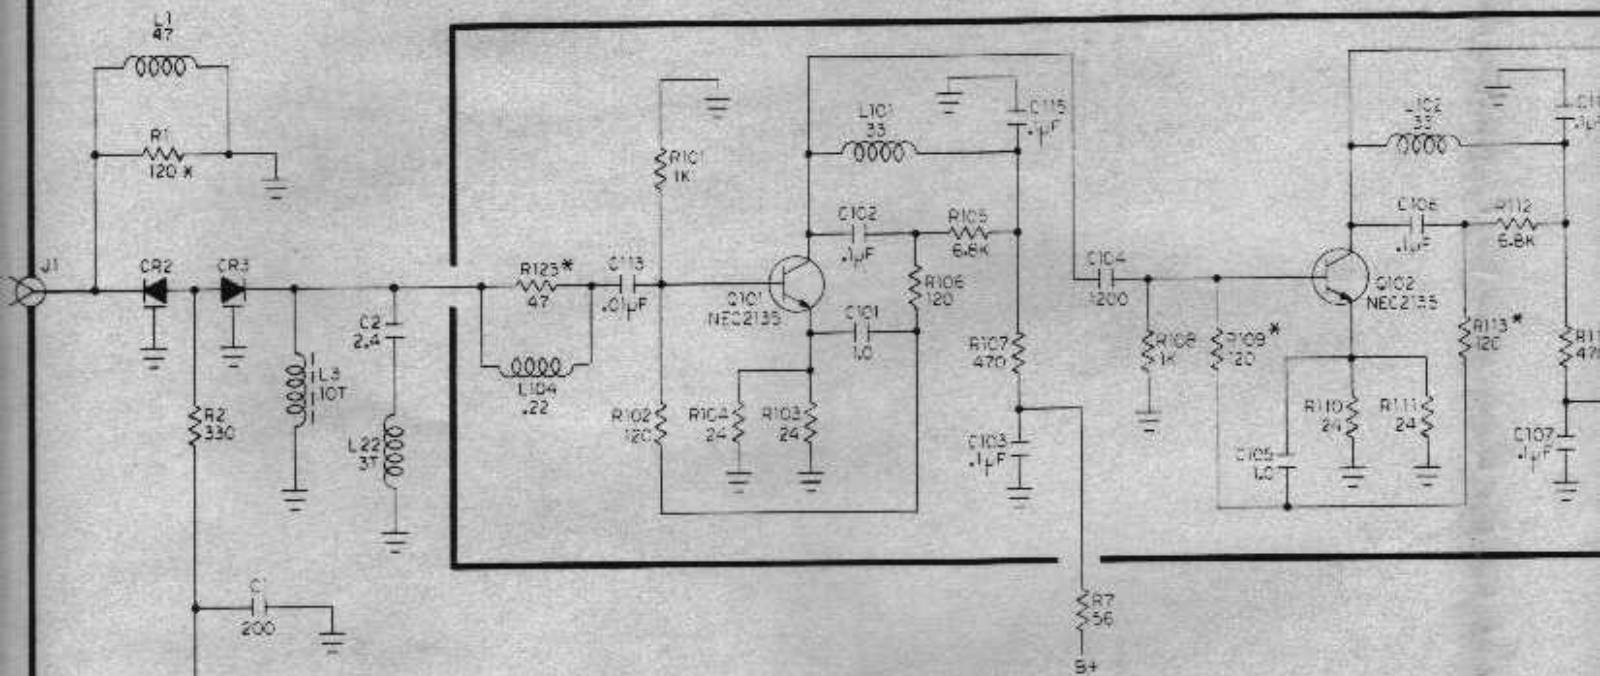 L1
47
R1
120 K
J1
CR2
CR3
R2
330
C1
200
L3
10T
C2
2.4
L22
3T
R123*
47
L104
.22
C113
.01µF
R101
1K
R102
120
Q101
NEC2135
R104
24
R103
24
L101
33
C102
.1µF
R105
6.8K
R106
120
C101
1.0
C115
.1µF
R107
470
C103
.1µF
R7
56
B+
C104
1200
R108
1K
R109*
120
C105
1.0
R110
24
R111
24
Q102
NEC2135
L102
33
C106
.1µF
R112
6.8K
R113*
120
C107
.1µF